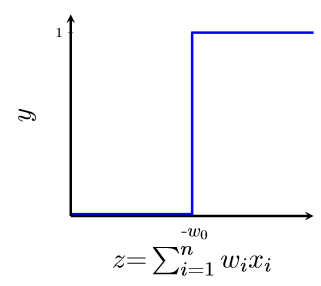 1
y
-w₀
z=∑ⁿᵢ₌₁ wᵢxᵢ